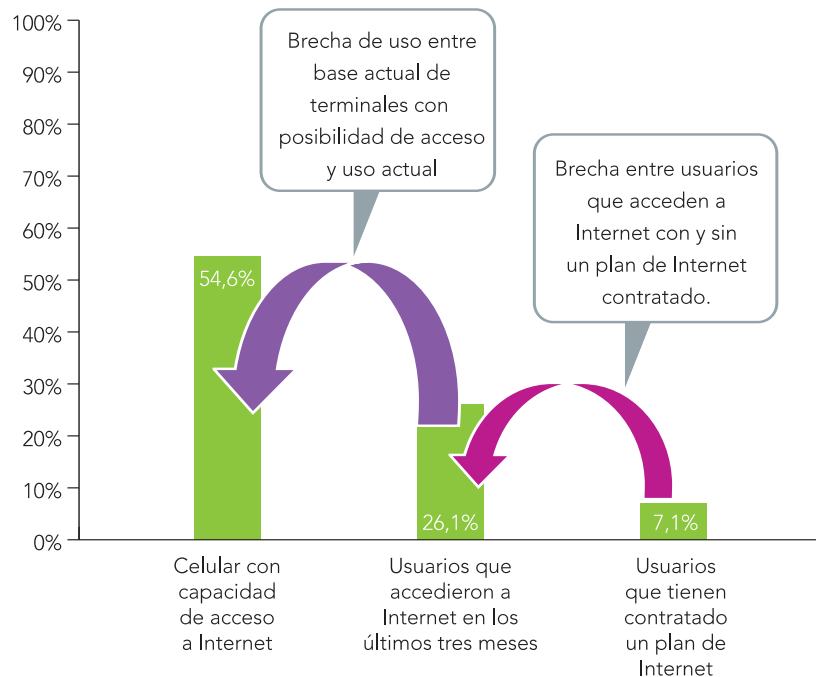 100%
90%
80%
70%
60%
50%
40%
30%
20%
10%
0%
Brecha de uso entre
base actual de
terminales con
posibilidad de acceso
y uso actual
Brecha entre usuarios
que acceden a
Internet con y sin
un plan de Internet
contratado.
54,6%
26,1%
7,1%
Celular con
capacidad
de acceso
a Internet
Usuarios que
accedieron a
Internet en los
últimos tres meses
Usuarios
que tienen
contratado
un plan de
Internet